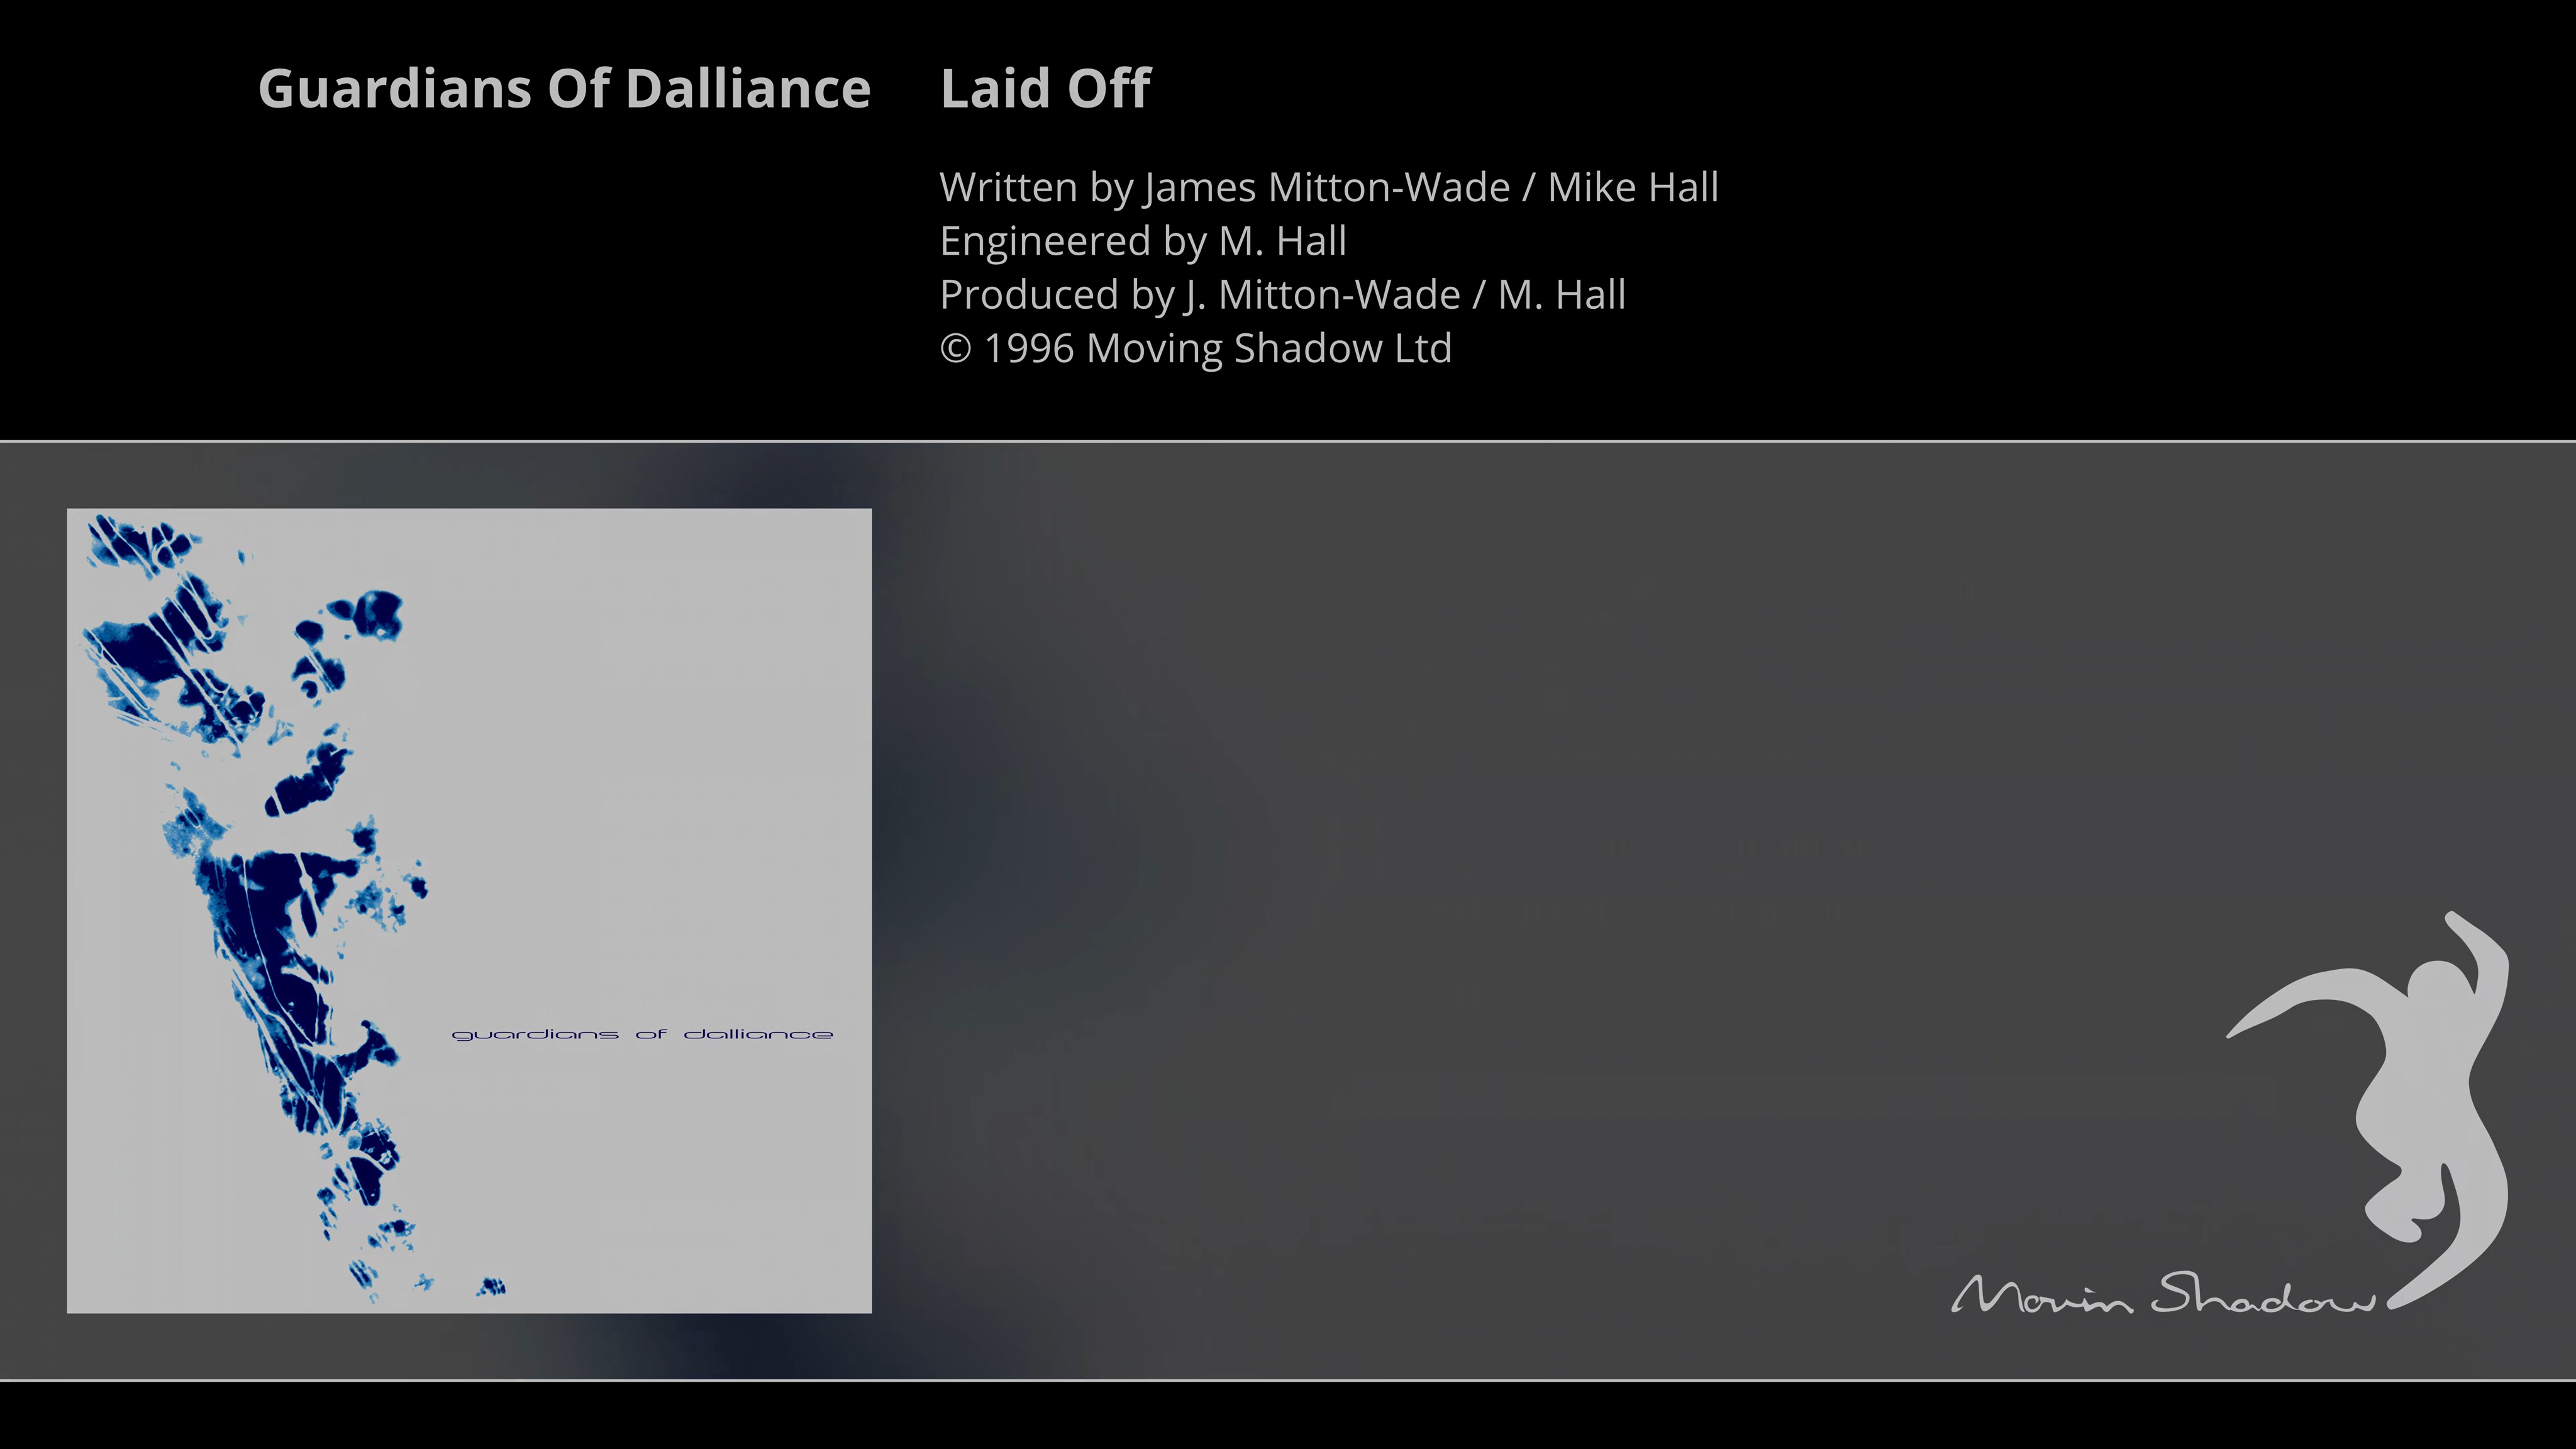 Guardians Of Dalliance
Laid Off
Written by James Mitton-Wade / Mike Hall
Engineered by M. Hall
Produced by J. Mitton-Wade / M. Hall
© 1996 Moving Shadow Ltd
guardians of dalliance
Movin Shadow